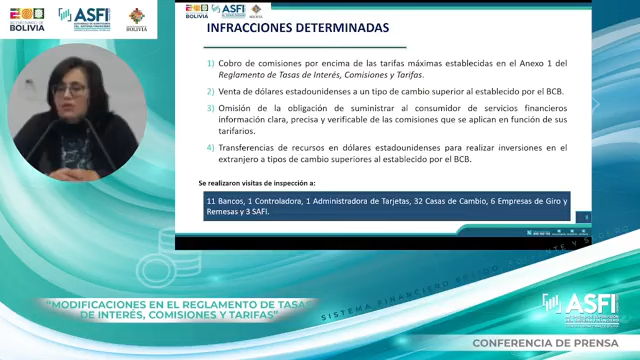 BOLIVIA
ASFI
BOLIVIA
BOLIVIA
ASFI
BOLIVIA
INFRACCIONES DETERMINADAS
1) Cobro de comisiones por encima de las tarifas máximas establecidas en el Anexo 1 del
Reglamento de Tasas de Interés, Comisiones y Tarifas.
2) Venta de dólares estadounidenses a un tipo de cambio superior al establecido por el BCB.
3) Omisión de la obligación de suministrar al consumidor de servicios financieros
información clara, precisa y verificable de las comisiones que se aplican en función de sus
tarifarios.
4) Transferencias de recursos en dólares estadounidenses para realizar inversiones en el
extranjero a tipos de cambio superiores al establecido por el BCB.
Se realizaron visitas de inspección a:
11 Bancos, 1 Controladora, 1 Administradora de Tarjetas, 32 Casas de Cambio, 6 Empresas de Giro y
Remesas y 3 SAFI.
"MODIFICACIONES EN EL REGLAMENTO DE TASAS
DE INTERÉS, COMISIONES Y TARIFAS"
SISTEMA FINANCIERO SÓLIDO
ASFI
CONFERENCIA DE PRENSA